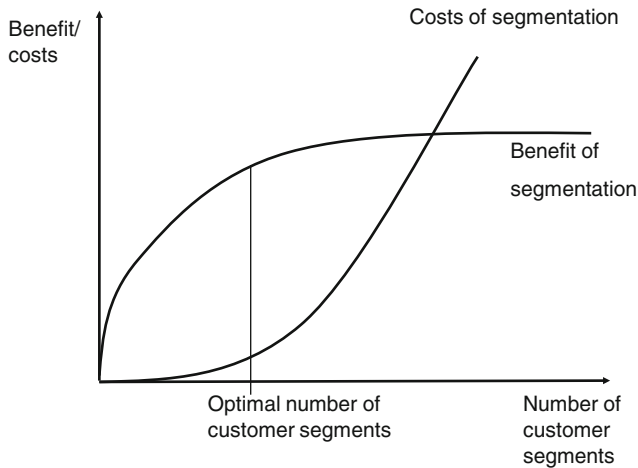 Benefit/
costs
Costs of segmentation
Benefit of
segmentation
Optimal number of
customer segments
Number of
customer
segments